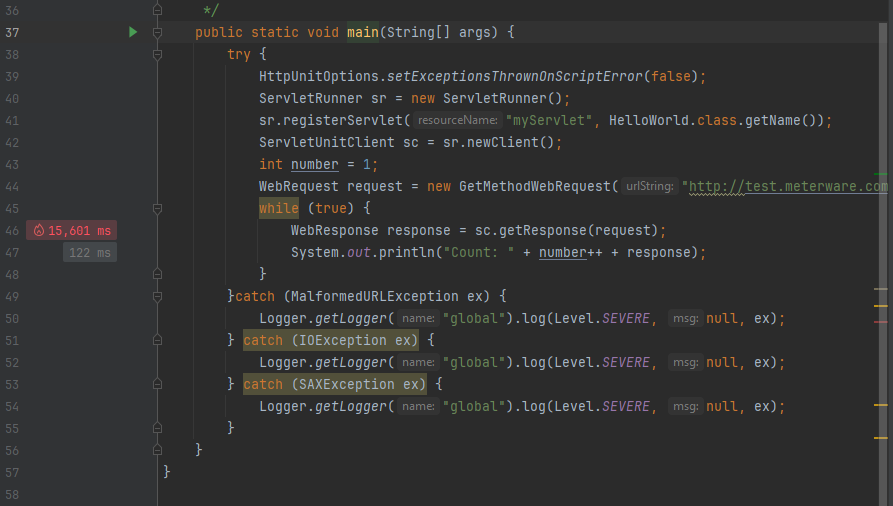 36 */
37 public static void main(String[] args) {
38 try {
39 HttpUnitOptions.setExceptionsThrownOnScriptError(false);
40 ServletRunner sr = new ServletRunner();
41 sr.registerServlet( resourceName: "myServlet", HelloWorld.class.getName());
42 ServletUnitClient sc = sr.newClient();
43 int number = 1;
44 WebRequest request = new GetMethodWebRequest( urlString: "http://test.meterware.com
45 while (true) {
46 15,601 ms WebResponse response = sc.getResponse(request);
47 122 ms System.out.println("Count: " + number++ + response);
48 }
49 }catch (MalformedURLException ex) {
50 Logger.getLogger( name: "global").log(Level.SEVERE, msg: null, ex);
51 } catch (IOException ex) {
52 Logger.getLogger( name: "global").log(Level.SEVERE, msg: null, ex);
53 } catch (SAXException ex) {
54 Logger.getLogger( name: "global").log(Level.SEVERE, msg: null, ex);
55 }
56 }
57 }
58